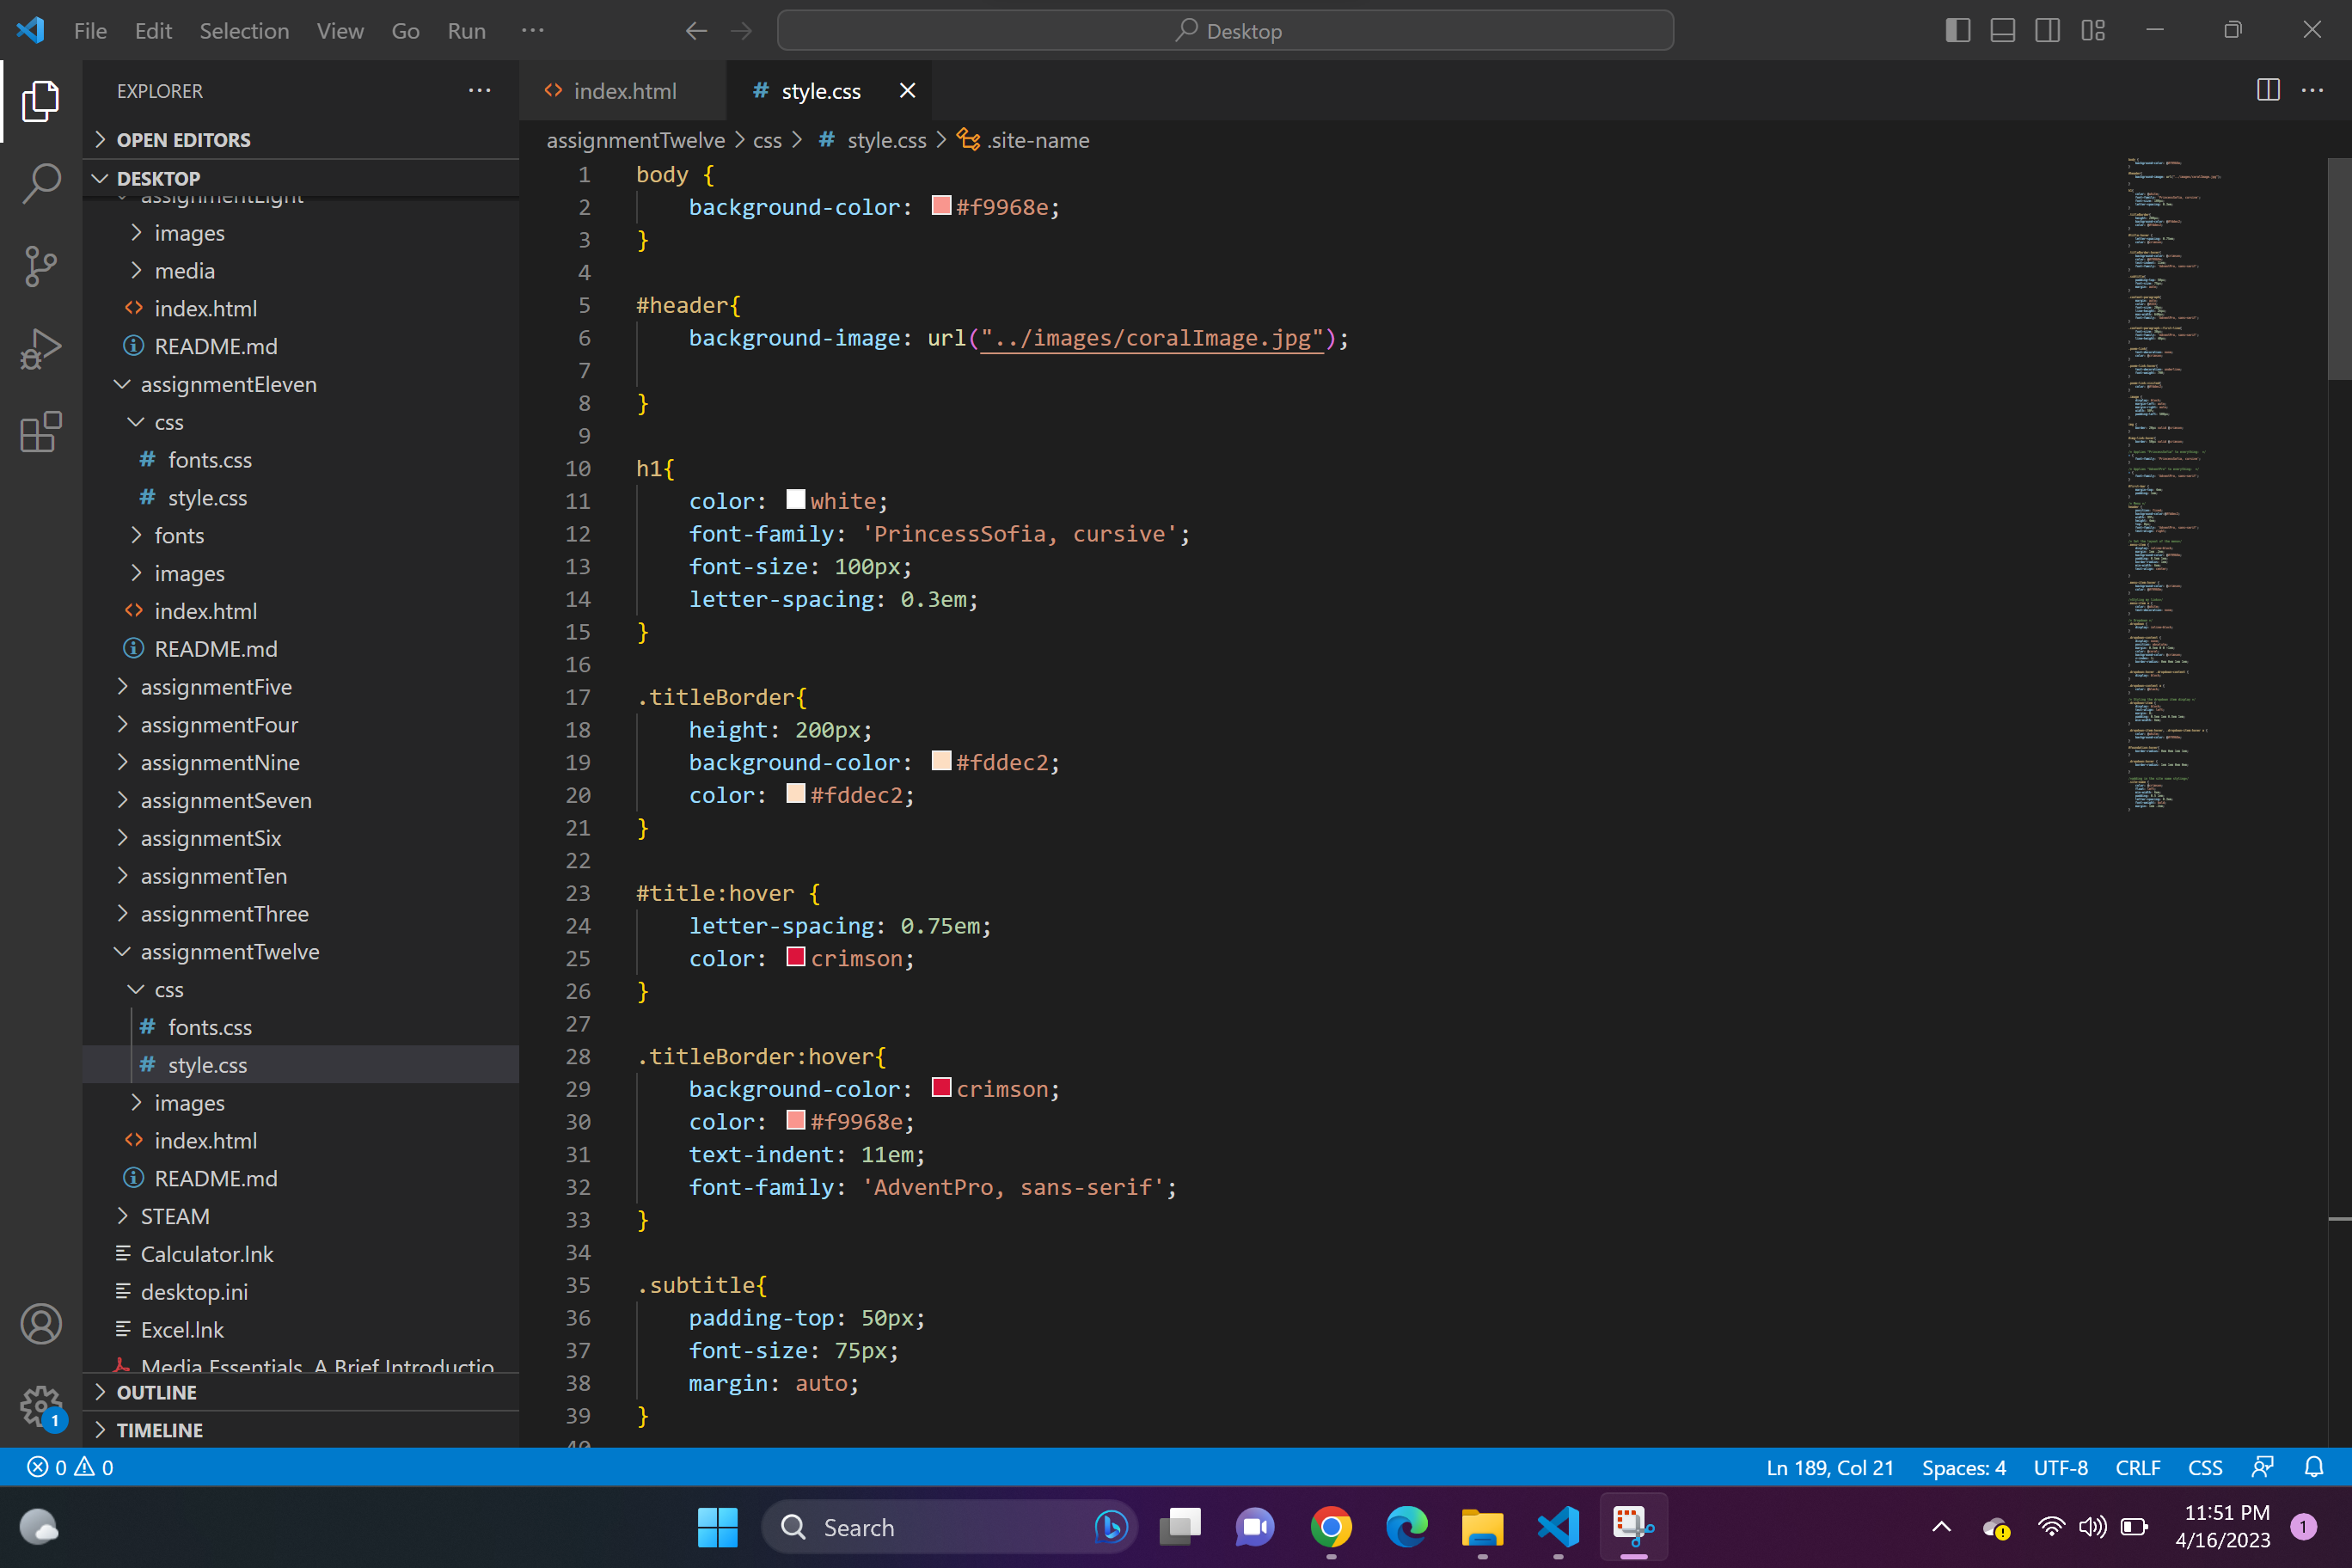 File Edit Selection View Go Run ··· Desktop
EXPLORER ···
OPEN EDITORS
DESKTOP
assignmentEight
images
media
index.html
README.md
assignmentEleven
css
# fonts.css
# style.css
fonts
images
index.html
README.md
assignmentFive
assignmentFour
assignmentNine
assignmentSeven
assignmentSix
assignmentTen
assignmentThree
assignmentTwelve
css
# fonts.css
# style.css
images
index.html
README.md
STEAM
Calculator.lnk
desktop.ini
Excel.lnk
Media Essentials_A Brief Introductio
OUTLINE
TIMELINE
index.html # style.css
assignmentTwelve > css > # style.css > .site-name
1 body {
2 background-color: #f9968e;
3 }
4
5 #header{
6 background-image: url("../images/coralImage.jpg");
7
8 }
9
10 h1{
11 color: white;
12 font-family: 'PrincessSofia, cursive';
13 font-size: 100px;
14 letter-spacing: 0.3em;
15 }
16
17 .titleBorder{
18 height: 200px;
19 background-color: #fddec2;
20 color: #fddec2;
21 }
22
23 #title:hover {
24 letter-spacing: 0.75em;
25 color: crimson;
26 }
27
28 .titleBorder:hover{
29 background-color: crimson;
30 color: #f9968e;
31 text-indent: 11em;
32 font-family: 'AdventPro, sans-serif';
33 }
34
35 .subtitle{
36 padding-top: 50px;
37 font-size: 75px;
38 margin: auto;
39 }
40
1
0 0 Ln 189, Col 21 Spaces: 4 UTF-8 CRLF CSS
Search
11:51 PM
4/16/2023
1